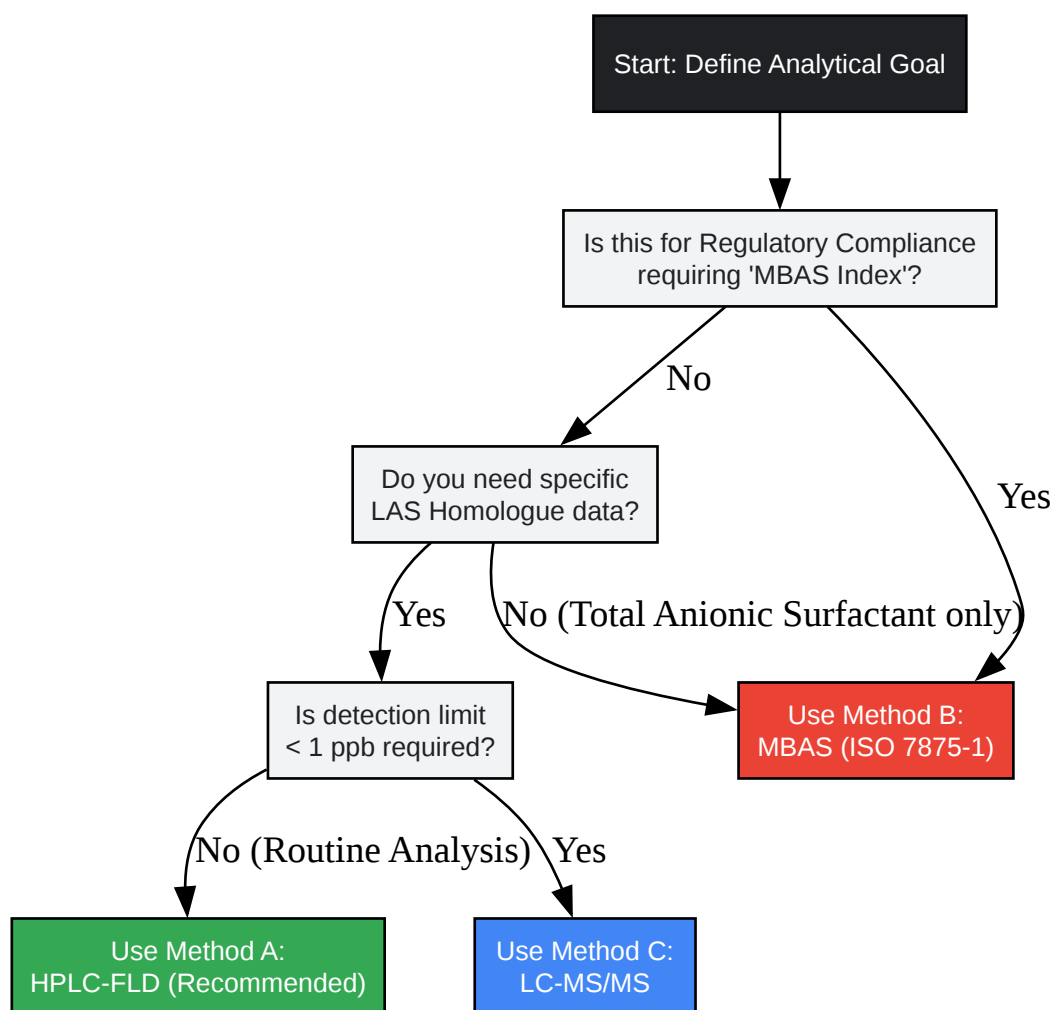 Start: Define Analytical Goal
Is this for Regulatory Compliance
requiring 'MBAS Index'?
No
Do you need specific
LAS Homologue data?
Yes
Yes
No (Total Anionic Surfactant only)
Is detection limit
< 1 ppb required?
Use Method B:
MBAS (ISO 7875-1)
No (Routine Analysis)
Yes
Use Method A:
HPLC-FLD (Recommended)
Use Method C:
LC-MS/MS